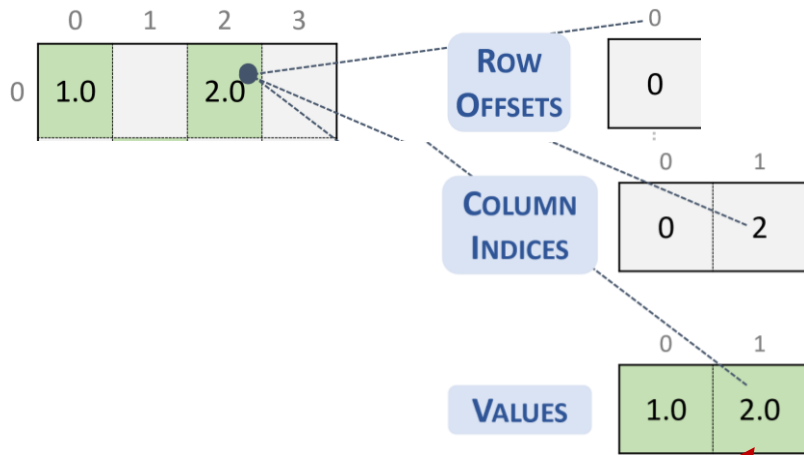 0 1 2 3
0 1.0 2.0
0
ROW
OFFSETS
0
0 1
COLUMN
INDICES
0 2
0 1
VALUES
1.0 2.0